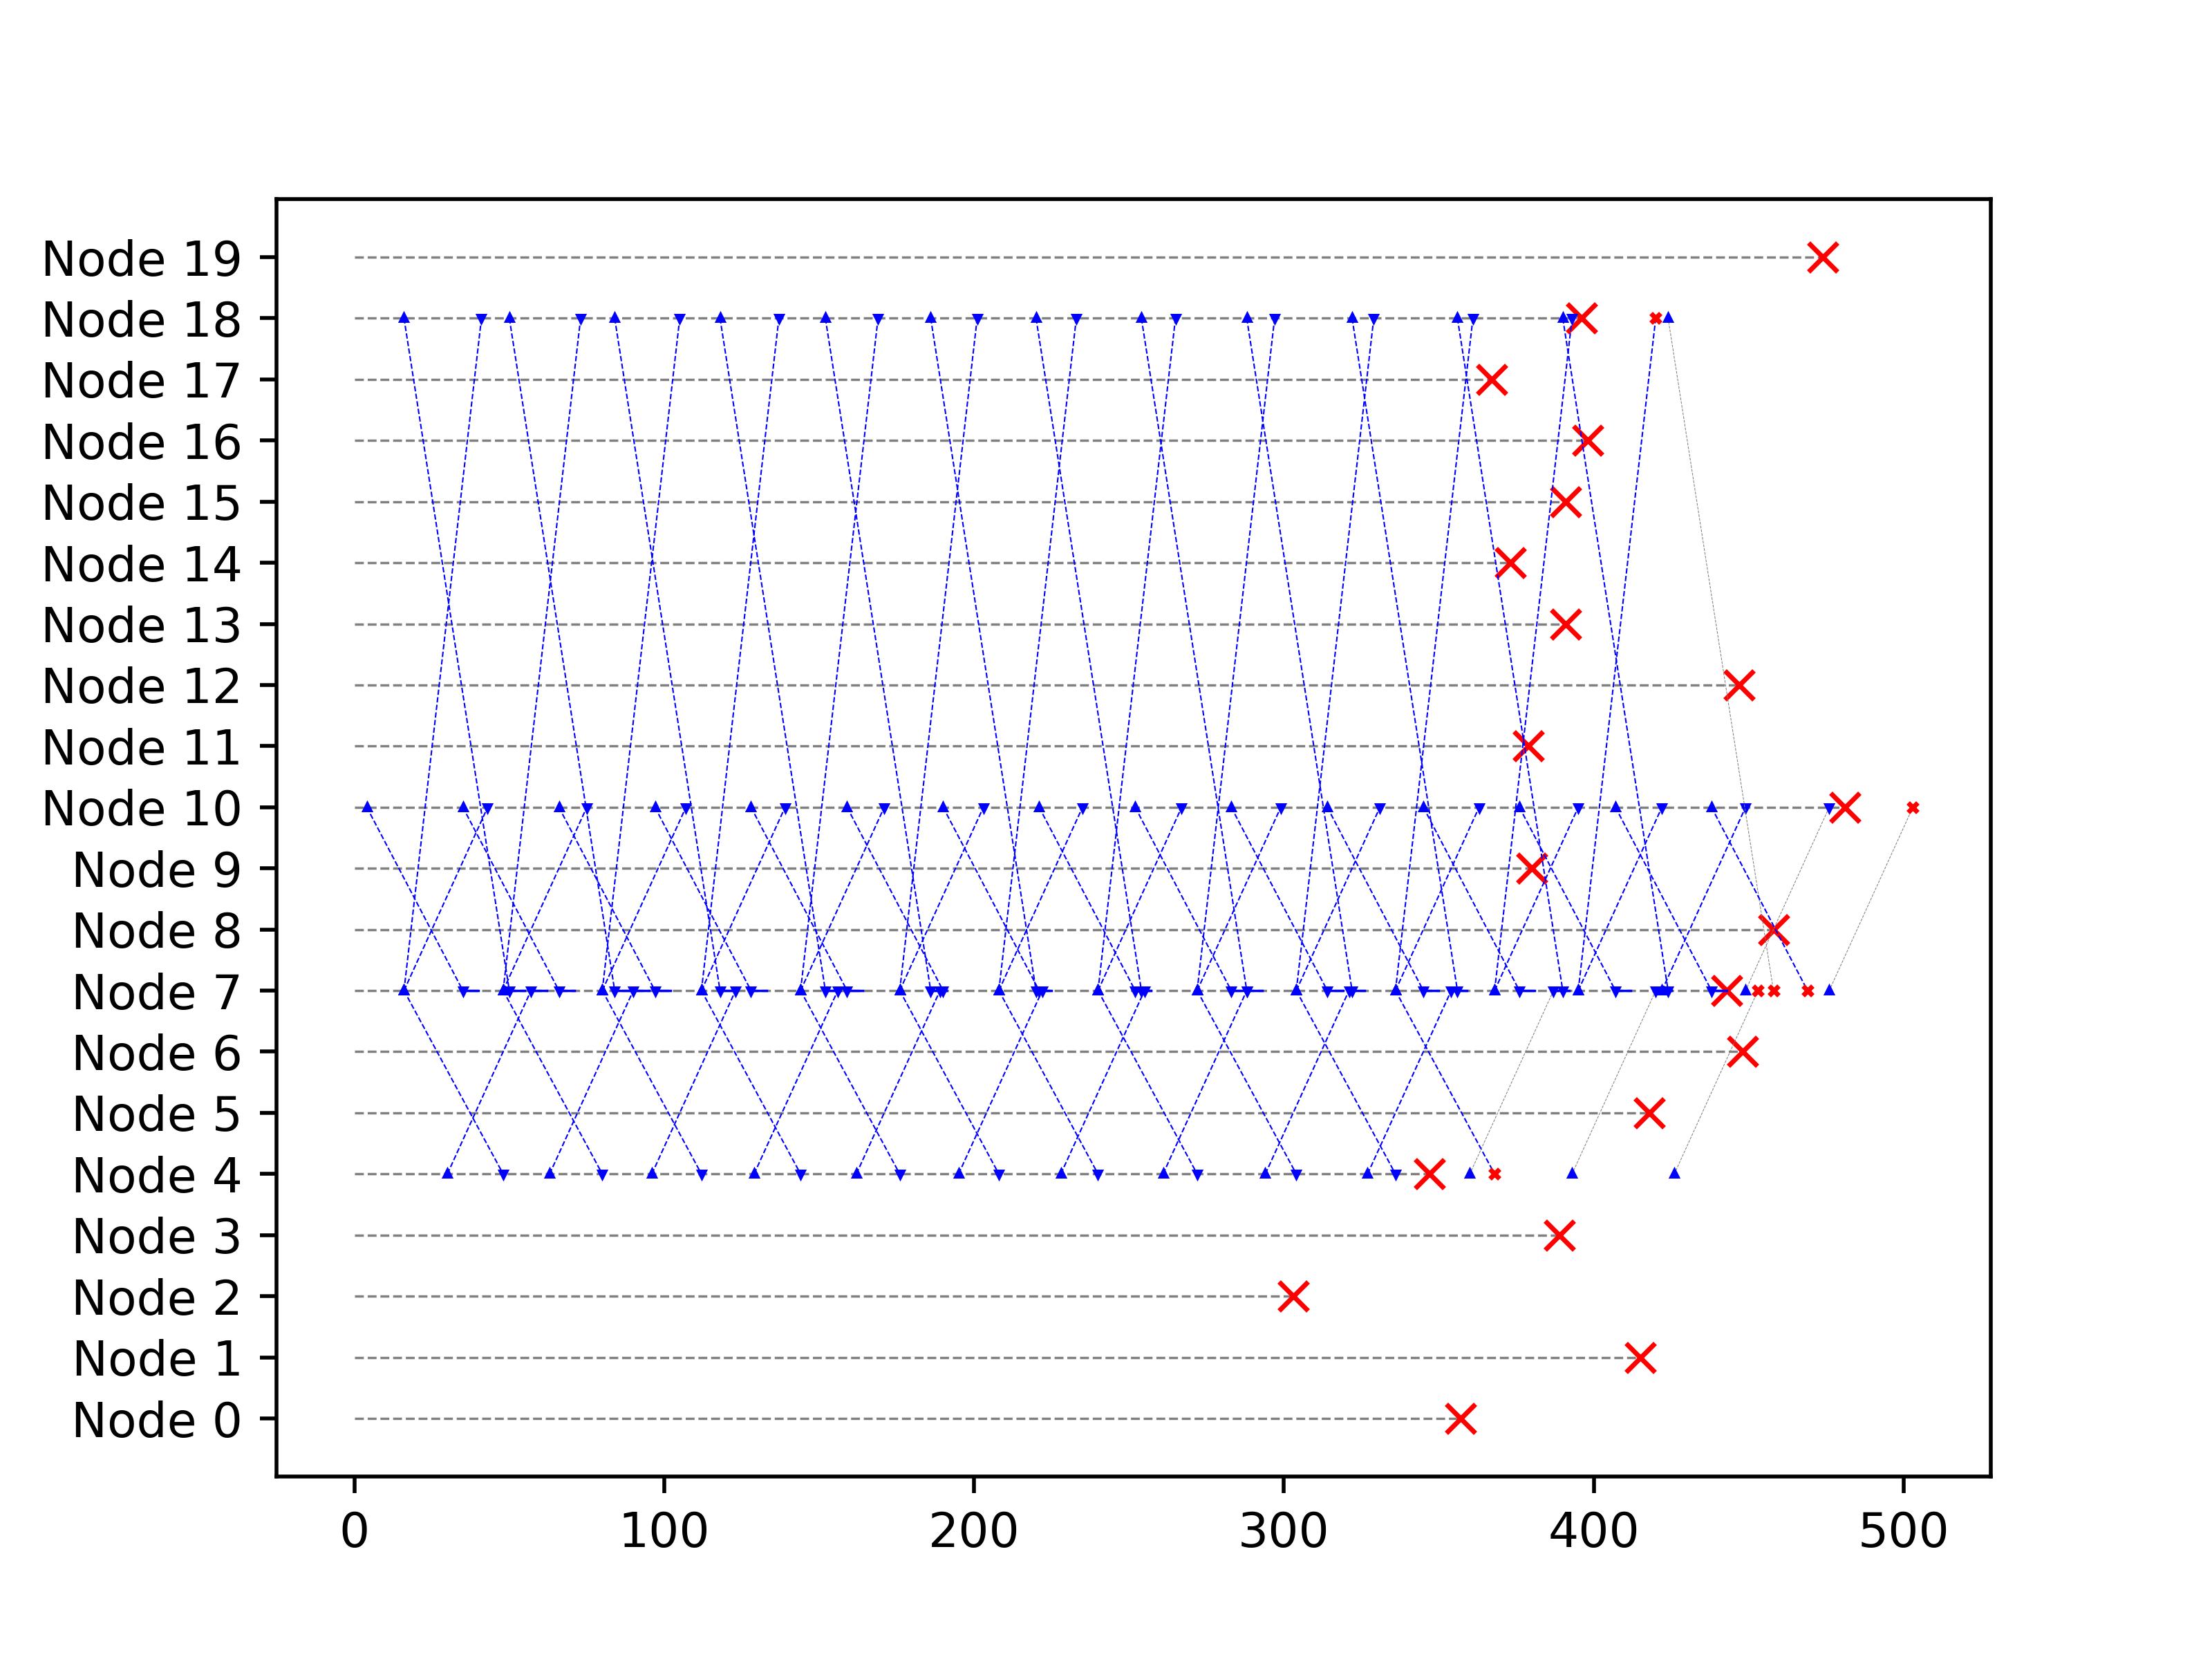 Node 19
Node 18
Node 17
Node 16
Node 15
Node 14
Node 13
Node 12
Node 11
Node 10
Node 9
Node 8
Node 7
Node 6
Node 5
Node 4
Node 3
Node 2
Node 1
Node 0
0 100 200 300 400 500